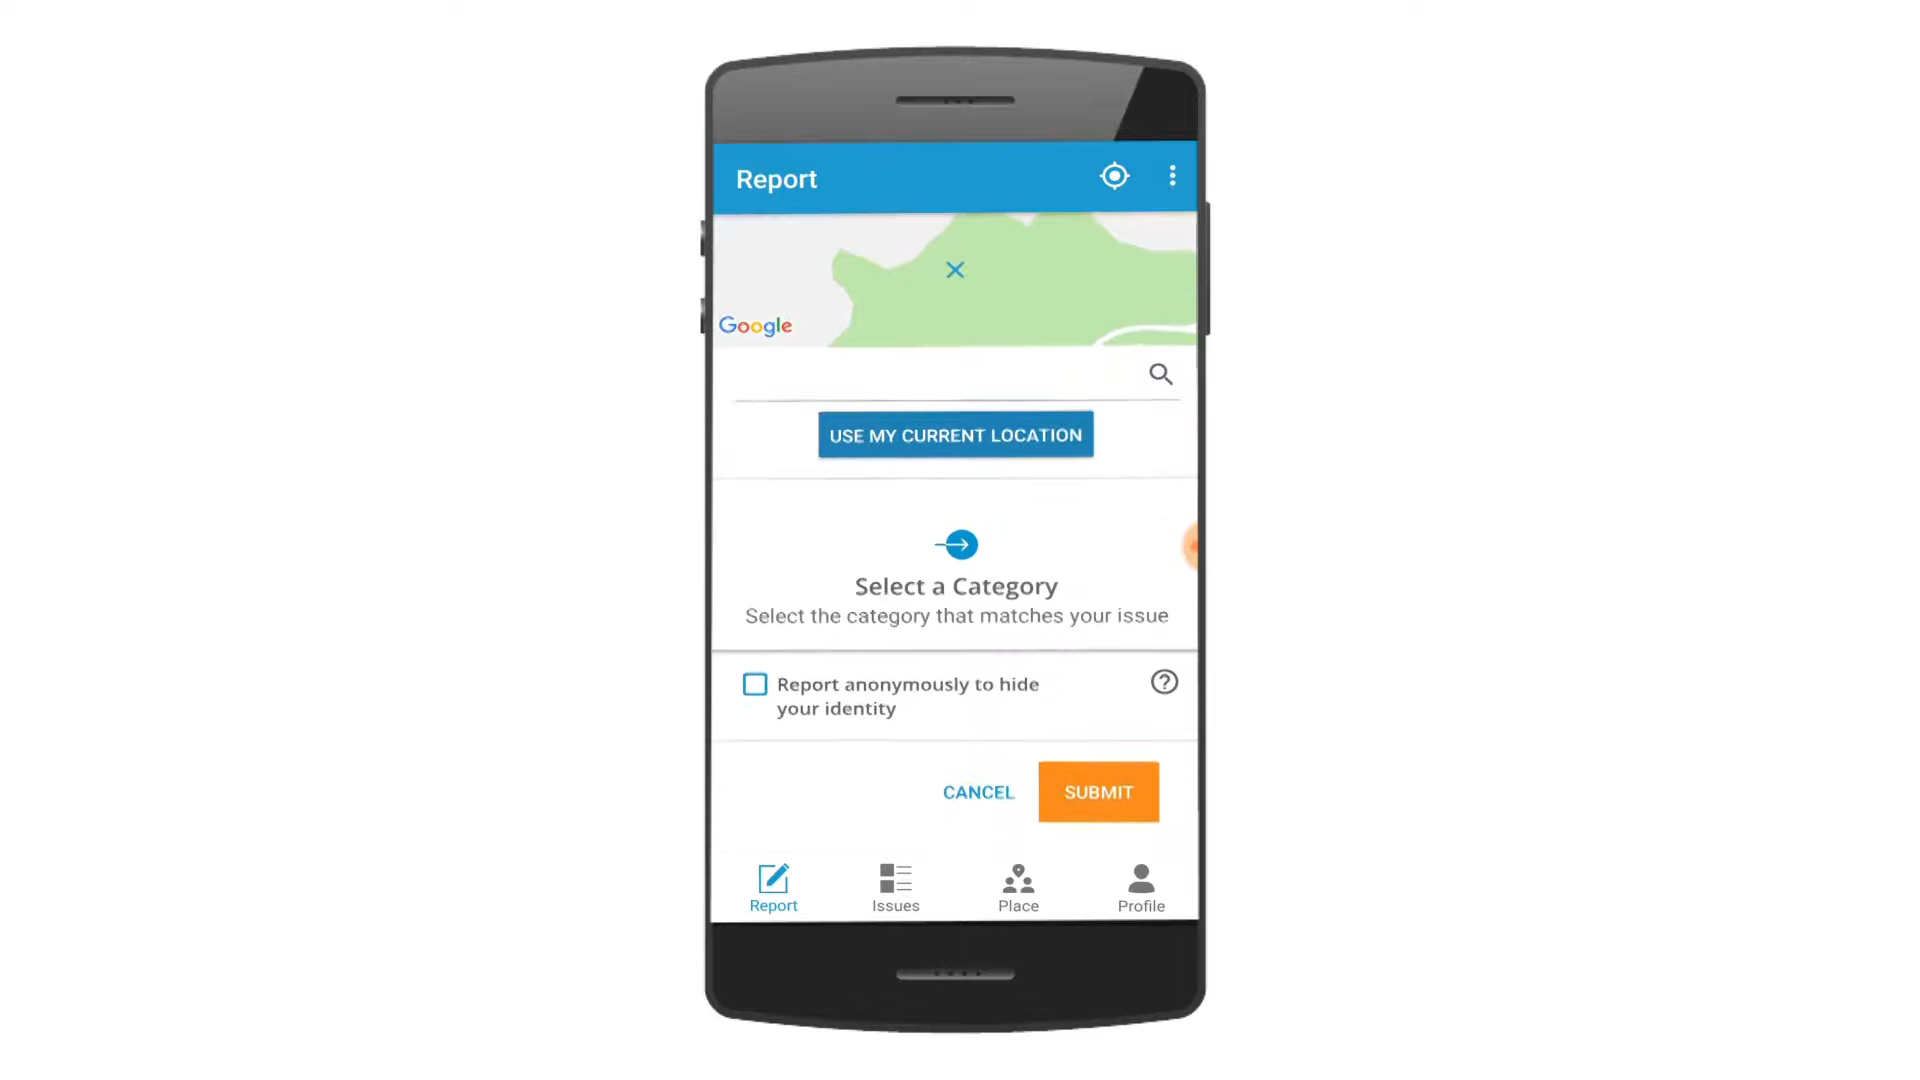 Report
Google
USE MY CURRENT LOCATION
Select a Category
Select the category that matches your issue
Report anonymously to hide
your identity
CANCEL
SUBMIT
Report
Issues
Place
Profile